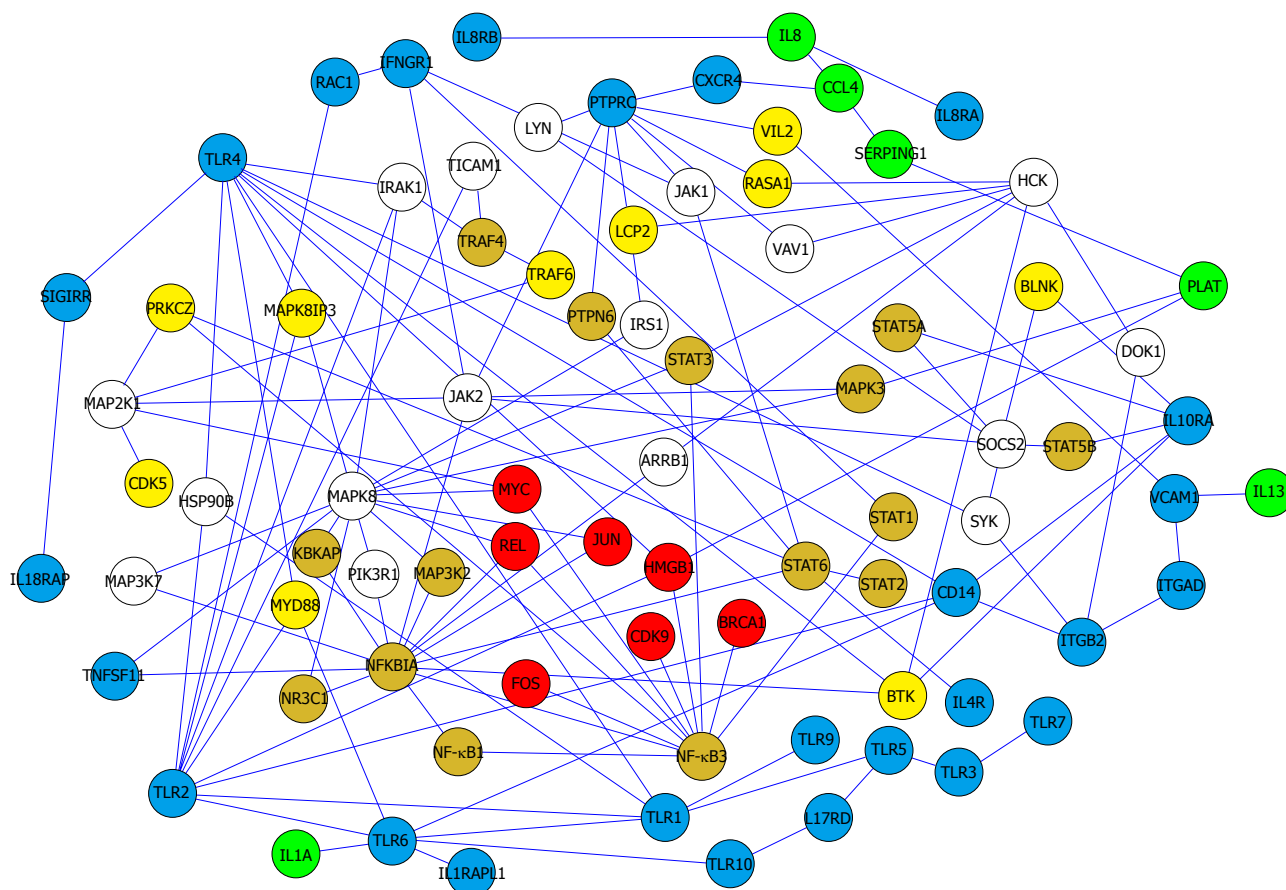 IL8RB
IL8
IFNGR1
RAC1
CXCR4
CCL4
PTPRC
IL8RA
LYN
VIL2
SERPING1
TLR4
TICAM1
IRAK1
JAK1
RASA1
HCK
LCP2
TRAF4
VAV1
TRAF6
SIGIRR
PRKCZ
MAPK8IP3
PTPN6
IRS1
BLNK
PLAT
STAT5A
STAT3
DOK1
MAP2K1
JAK2
MAPK3
IL10RA
SOCS2
STAT5B
ARRB1
CDK5
MYC
HSP90B
MAPK8
VCAM1
IL13
STAT1
SYK
REL
JUN
KBKAP
MAP3K7
PIK3R1
MAP3K2
HMGB1
STAT6
STAT2
IL18RAP
CD14
ITGAD
MYD88
CDK9
BRCA1
ITGB2
TNFSF11
NFKBIA
NR3C1
FOS
BTK
IL4R
TLR7
NF-κB1
NF-κB3
TLR9
TLR5
TLR3
TLR2
TLR1
L17RD
TLR6
IL1A
IL1RAPL1
TLR10